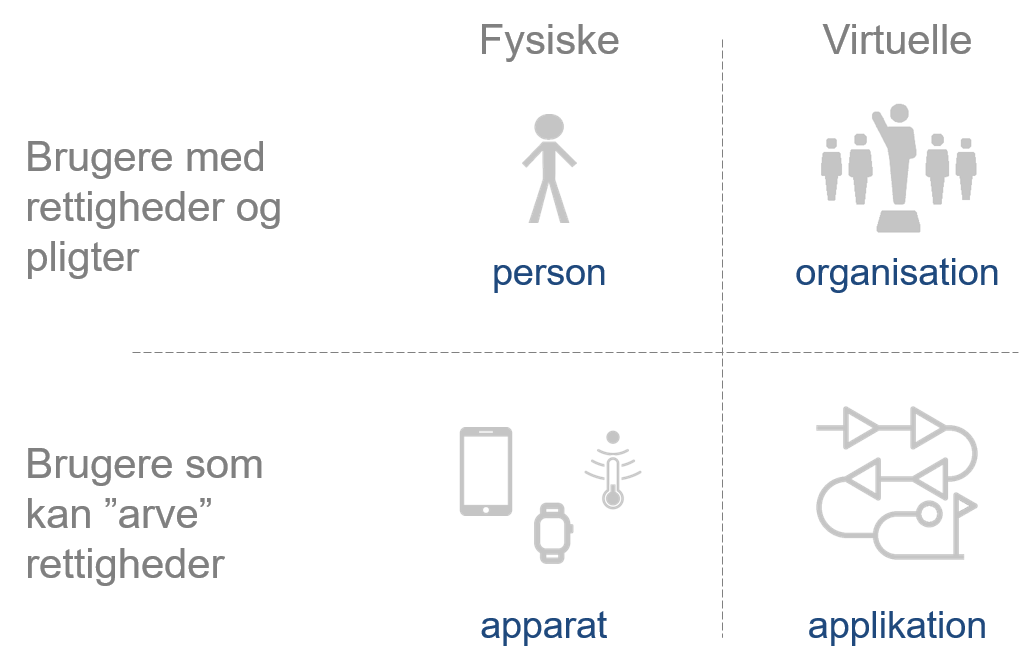 Fysiske
Virtuelle
Brugere med
rettigheder og
pligter
person
organisation
Brugere som
kan ”arve”
rettigheder
apparat
applikation